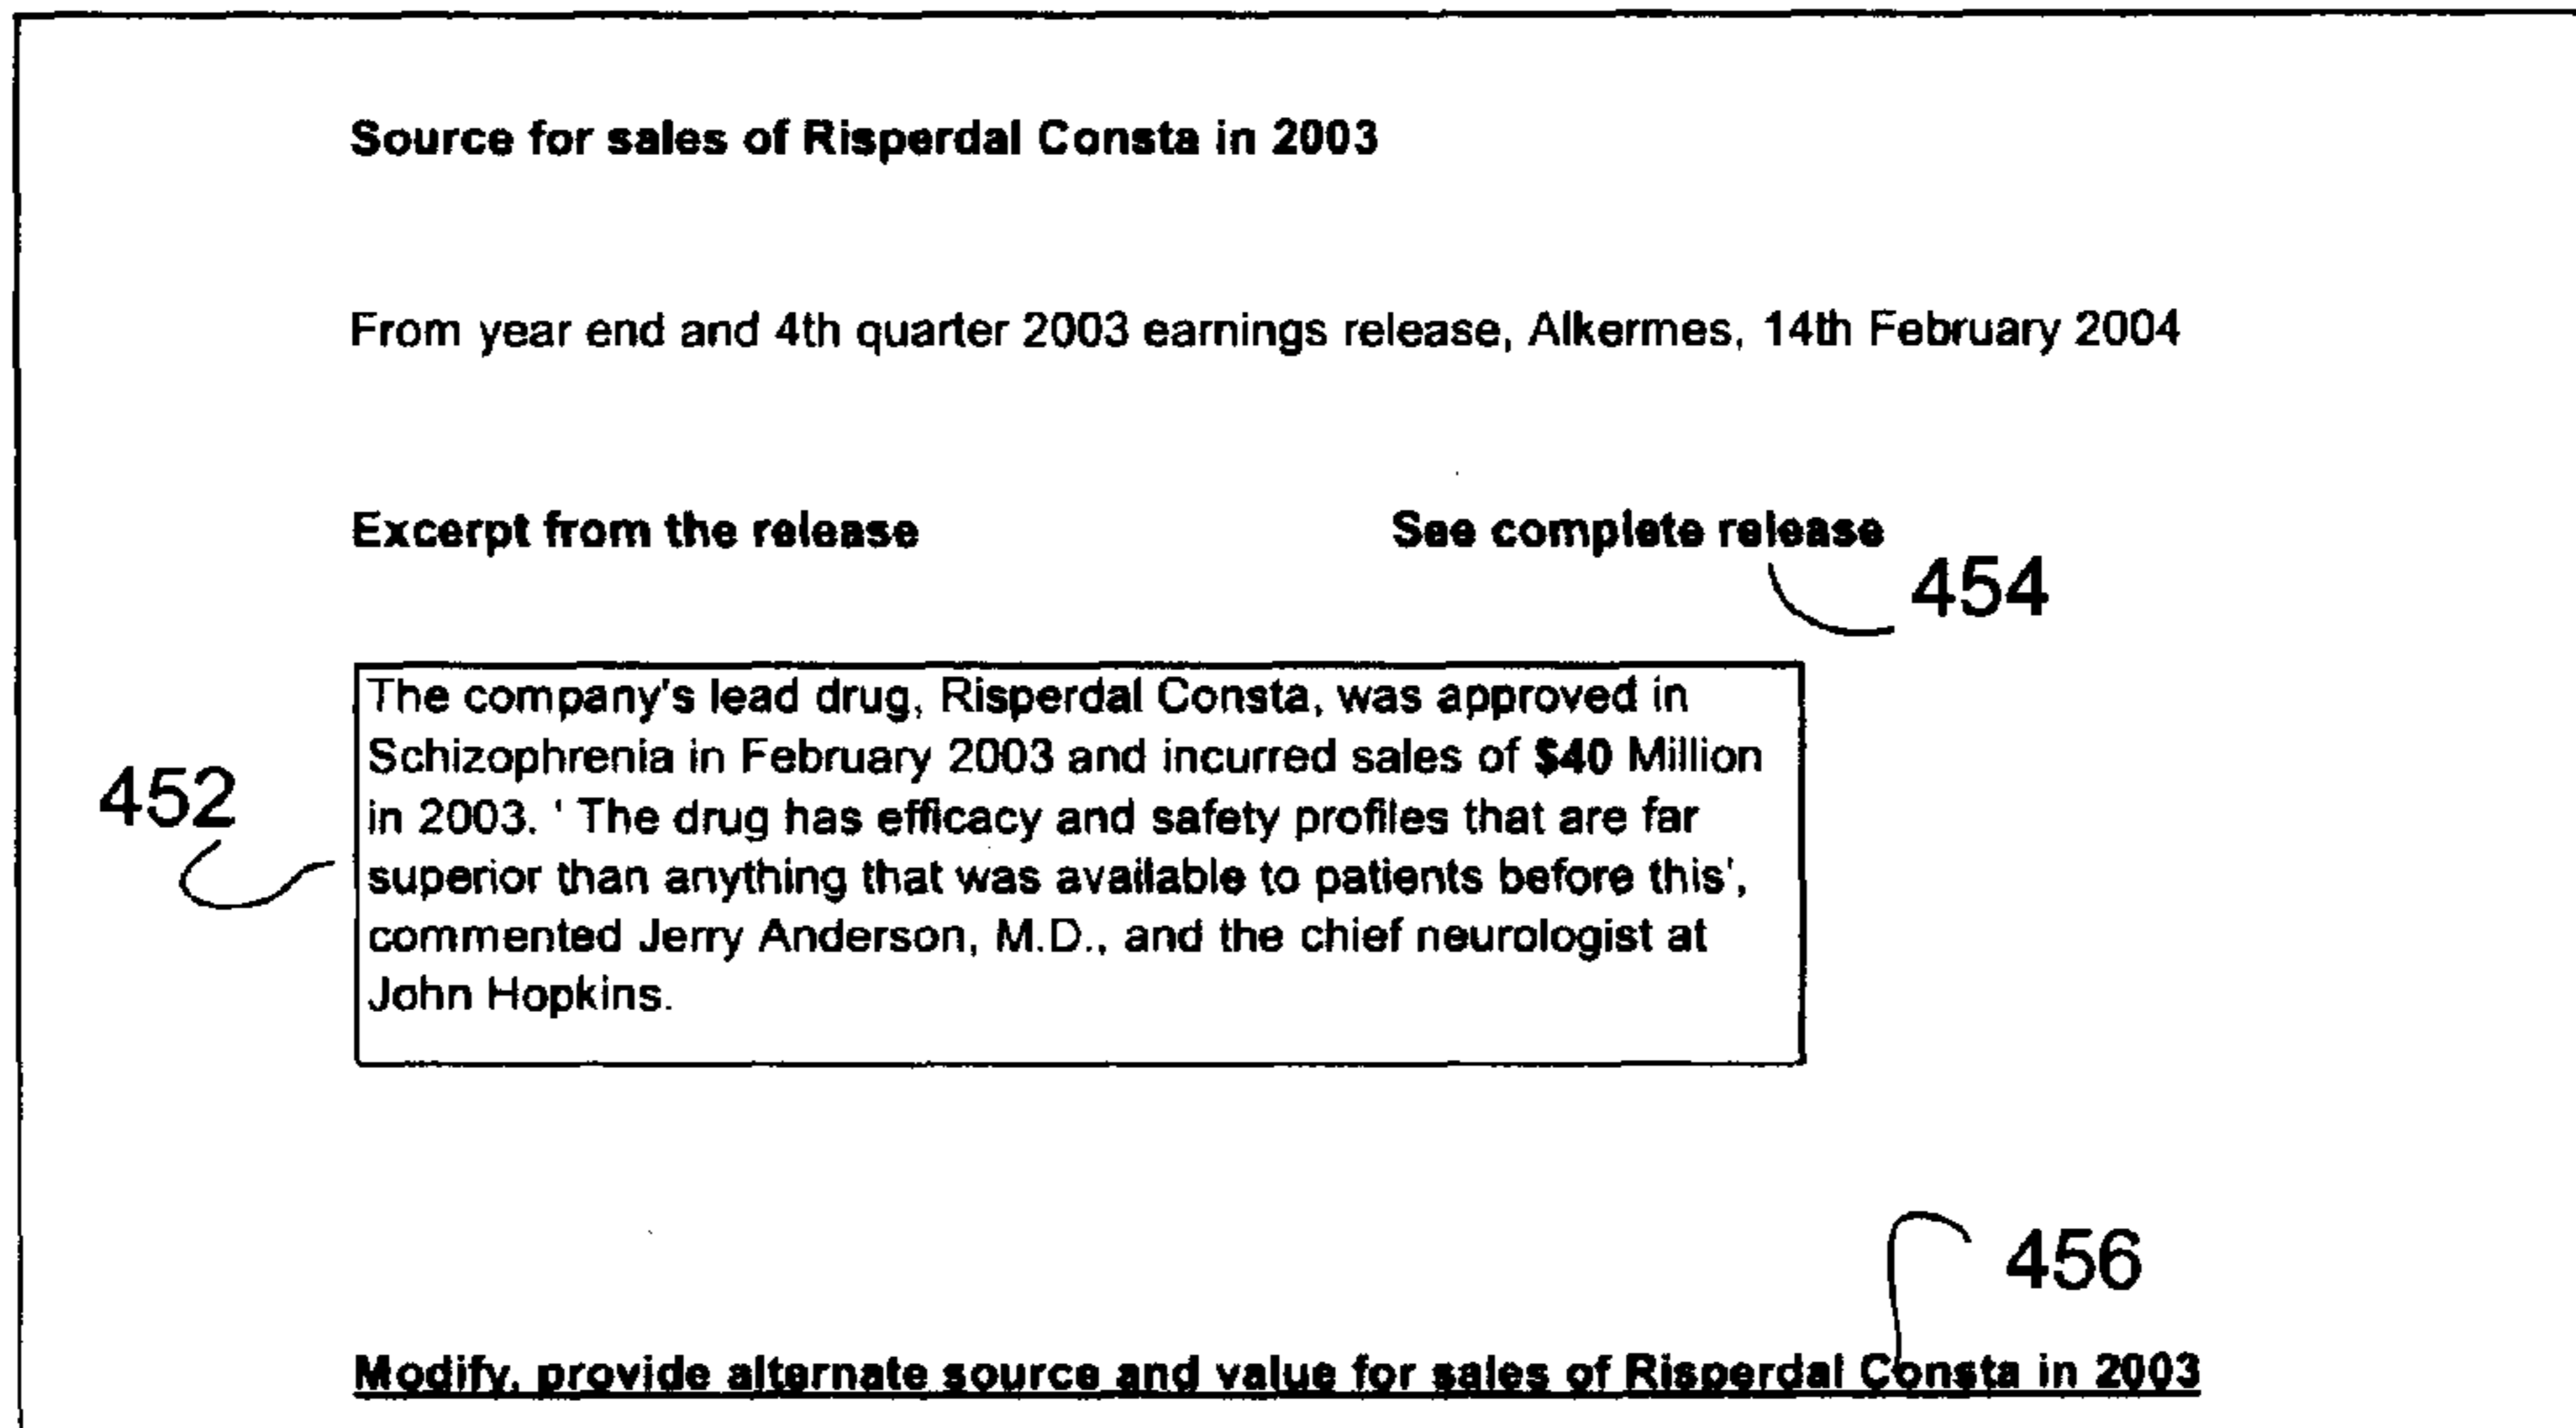 Source for sales of Risperdal Consta in 2003
From year end and 4th quarter 2003 earnings release, Alkermes, 14th February 2004
Excerpt from the release
See complete release
454
The company's lead drug, Risperdal Consta, was approved in
Schizophrenia in February 2003 and incurred sales of $40 Million
in 2003. ' The drug has efficacy and safety profiles that are far
superior than anything that was available to patients before this',
commented Jerry Anderson, M.D., and the chief neurologist at
John Hopkins.
452
456
Modify, provide alternate source and value for sales of Risperdal Consta in 2003